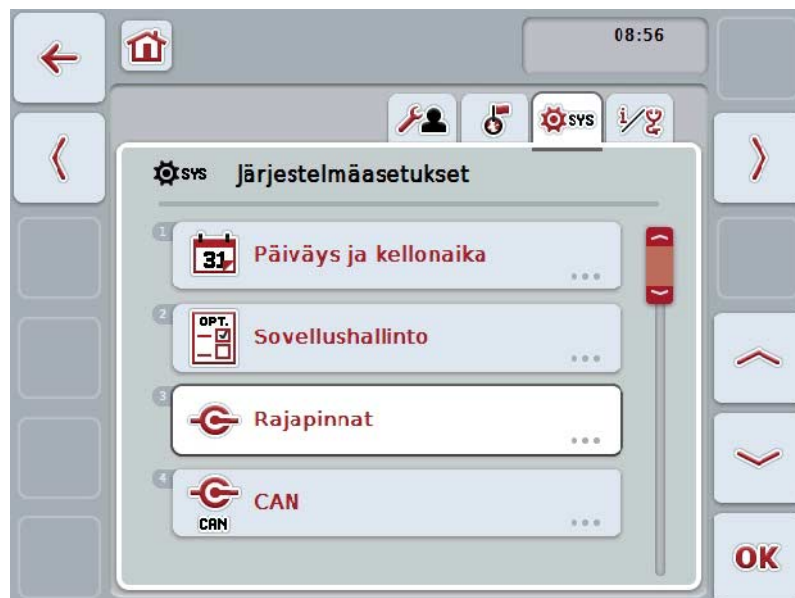 08:56
SYS
i/
SYS Järjestelmäasetukset
1
31
Päiväys ja kellonaika
...
2
OPT.
Sovellushallinto
...
3
Rajapinnat
...
4
CAN
CAN
...
OK